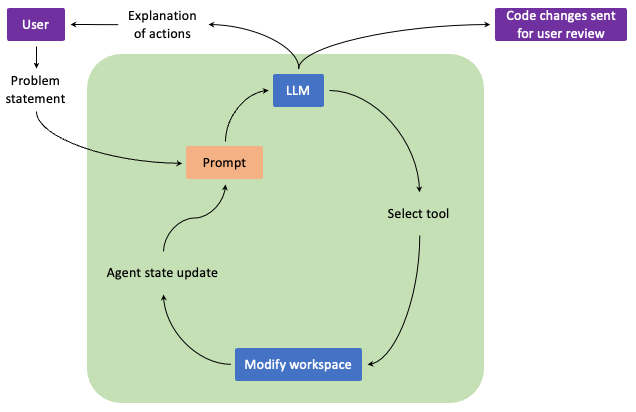 User
Explanation
of actions
Code changes sent
for user review
Problem
statement
LLM
Prompt
Select tool
Agent state update
Modify workspace